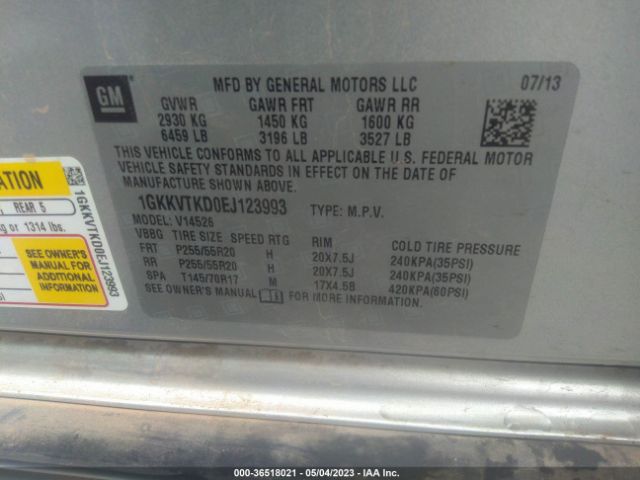 GM
MFD BY GENERAL MOTORS LLC 07/13
GVWR GAWR FRT GAWR RR
2930 KG 1450 KG 1600 KG
6459 LB 3196 LB 3527 LB
THIS VEHICLE CONFORMS TO ALL APPLICABLE U.S. FEDERAL MOTOR
VEHICLE SAFETY STANDARDS IN EFFECT ON THE DATE OF
MANUFACTURE SHOWN ABOVE.
1GKKVTKD0EJ123993 TYPE: M.P.V.
MODEL: V14526
VBBG TIRE SIZE SPEED RTG RIM COLD TIRE PRESSURE
FRT P255/55R20 H 20X7.5J 240KPA(35PSI)
RR P255/55R20 H 20X7.5J 240KPA(35PSI)
SPA T145/70R17 M 17X4.5B 420KPA(60PSI)
SEE OWNER'S MANUAL FOR MORE INFORMATION.
ATION
REAR 5
or 1314 lbs.
SEE OWNER'S
MANUAL FOR
ADDITIONAL
INFORMATION
1GKKVTKD0EJ123993
000-36518021 - 05/04/2023 - IAA Inc.